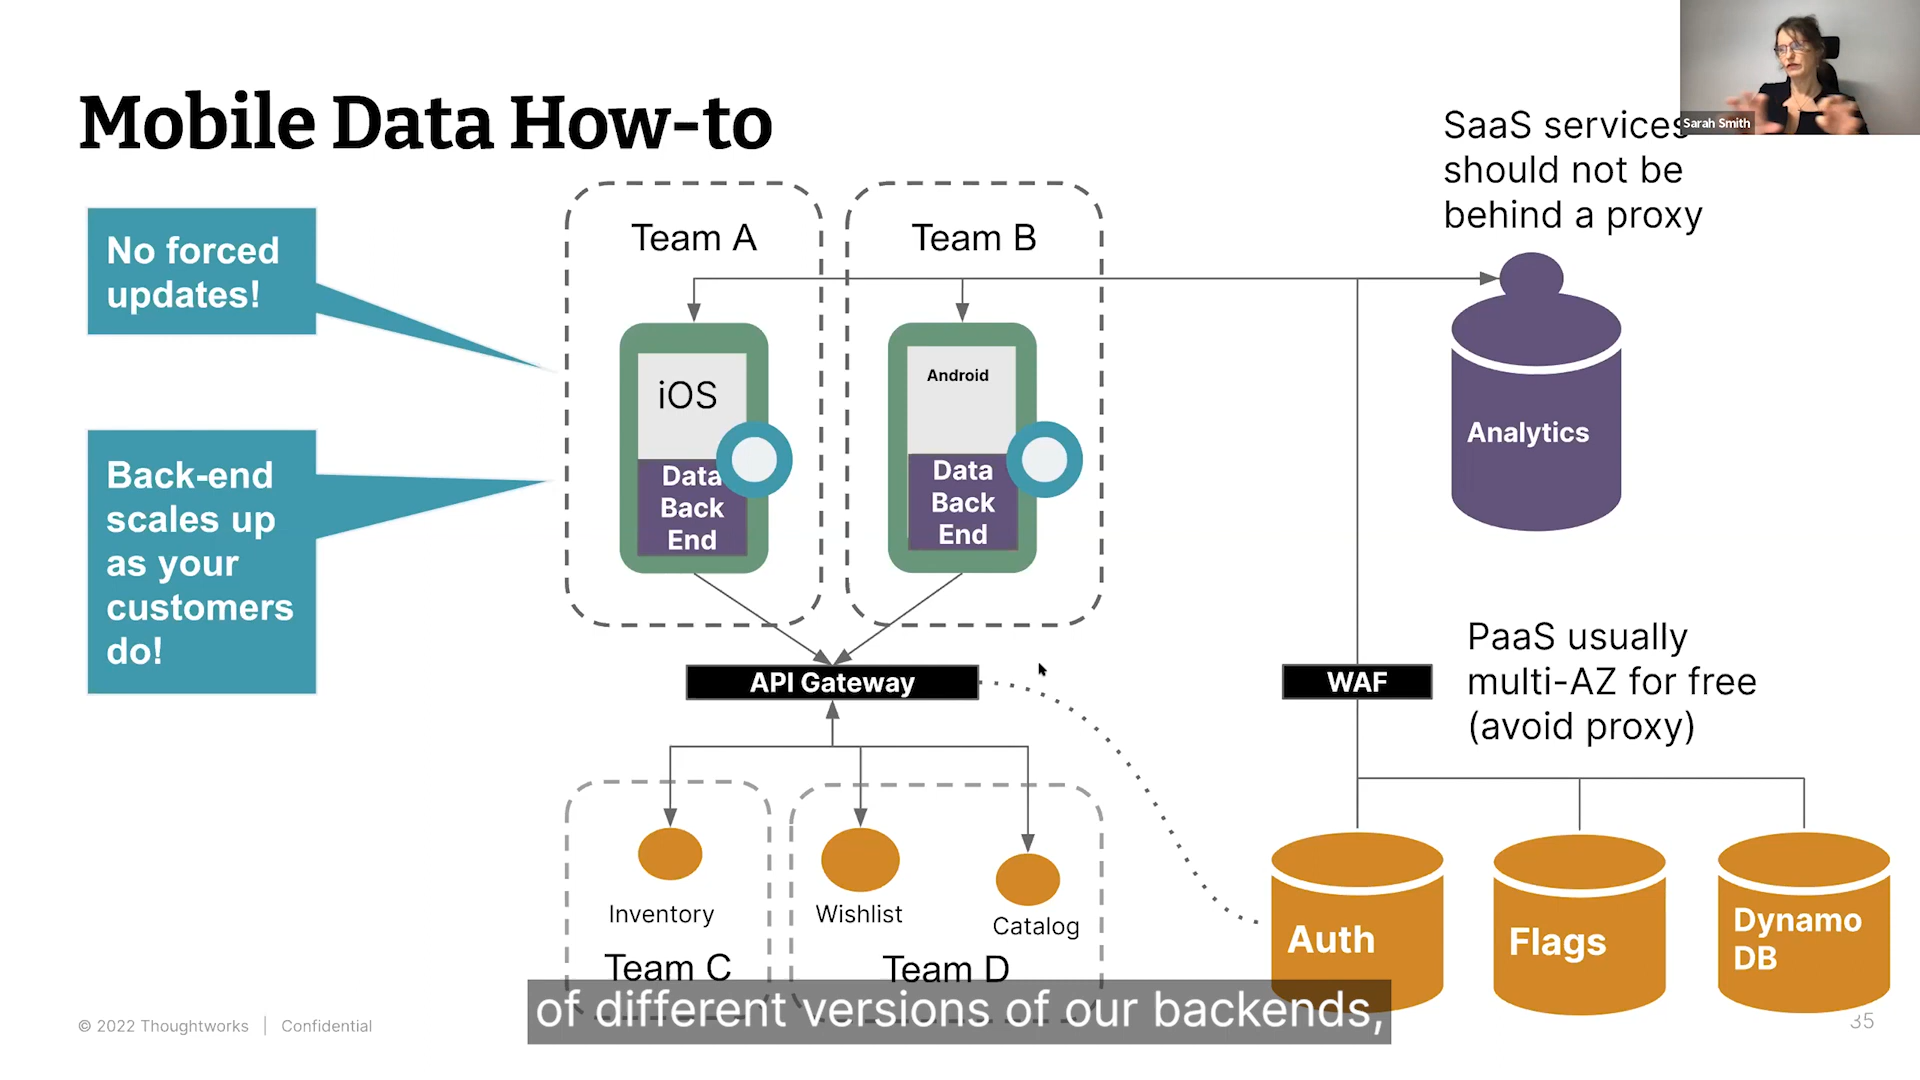 Mobile Data How-to
Sarah Smith
SaaS services
should not be
behind a proxy
No forced
updates!
Team A
Team B
iOS
Android
Data
Back
End
Data
Back
End
Analytics
Back-end
scales up
as your
customers
do!
API Gateway
WAF
PaaS usually
multi-AZ for free
(avoid proxy)
Inventory
Wishlist
Catalog
Team C
Team D
Auth
Flags
Dynamo
DB
of different versions of our backends,
© 2022 Thoughtworks | Confidential
35